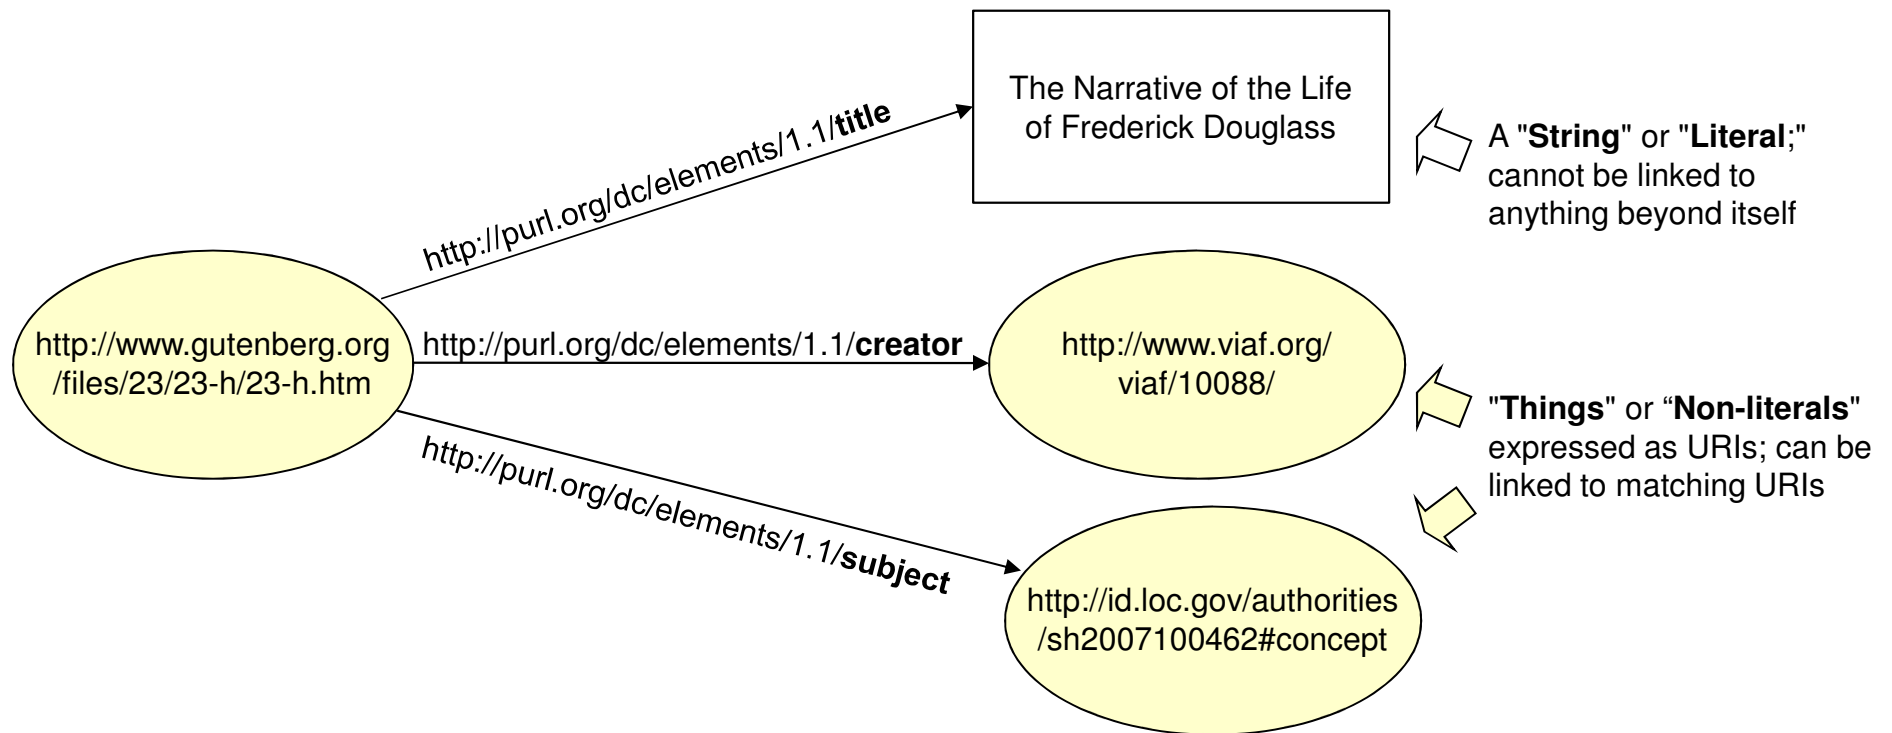 The Narrative of the Life
of Frederick Douglass
http://purl.org/dc/elements/1.1/title
A "String" or "Literal;"
cannot be linked to
anything beyond itself
http://www.gutenberg.org
/files/23/23-h/23-h.htm
http://purl.org/dc/elements/1.1/creator
http://www.viaf.org/
viaf/10088/
"Things" or “Non-literals"
expressed as URIs; can be
linked to matching URIs
http://purl.org/dc/elements/1.1/subject
http://id.loc.gov/authorities
/sh2007100462#concept